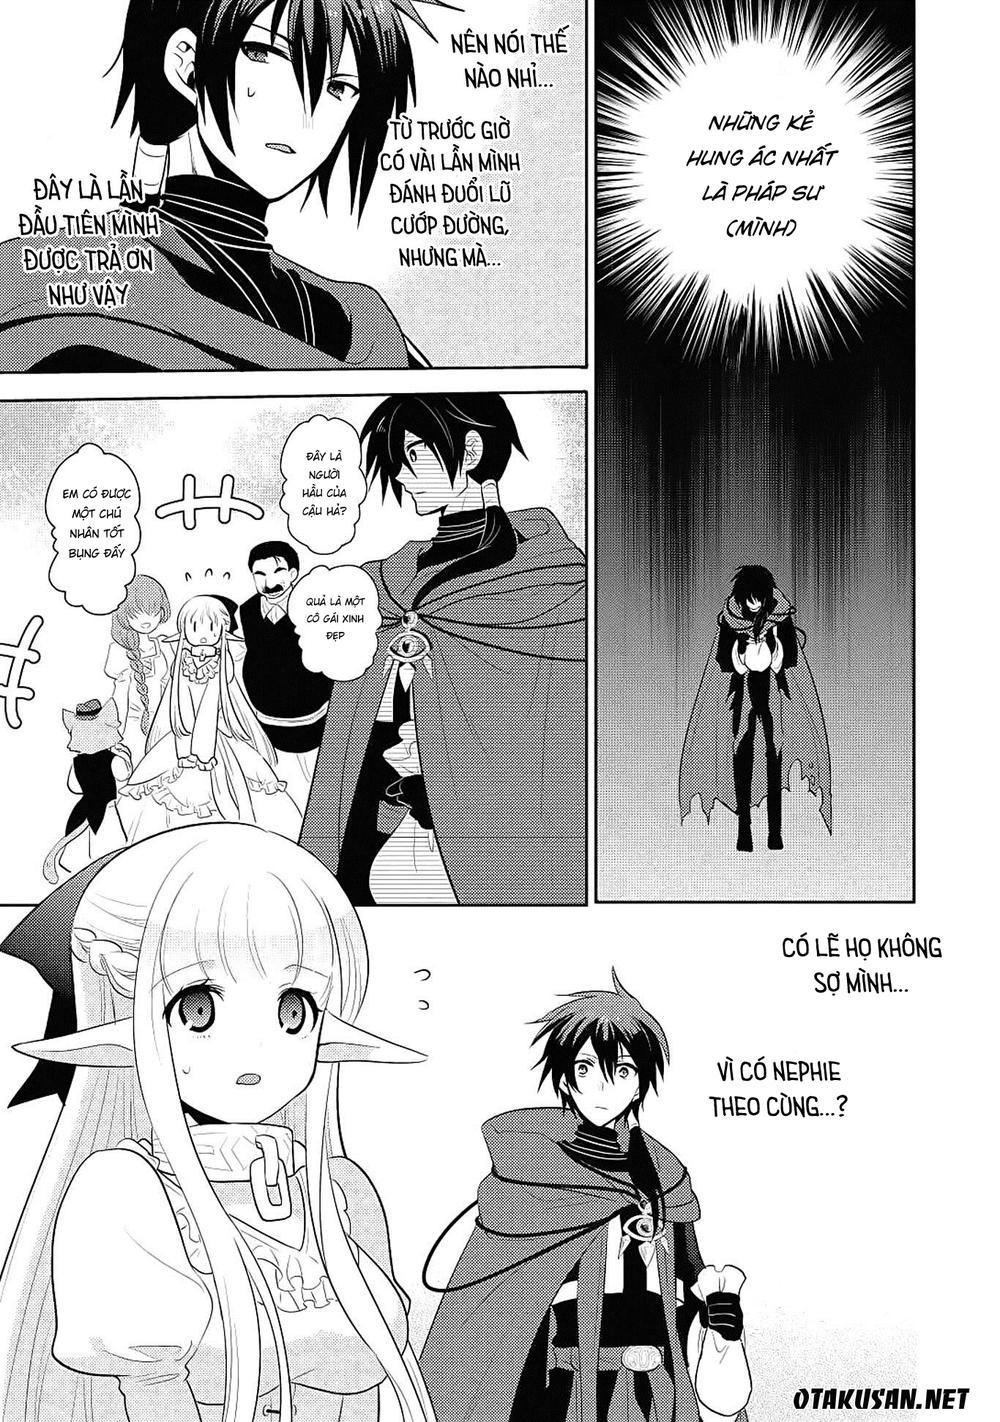 NHỮNG KẺ
HUNG ÁC NHẤT
LÀ PHÁP SƯ
(MÌNH)
NÊN NÓI THẾ
NÀO NHỈ...
TỪ TRƯỚC GIỜ
CÓ VÀI LẦN MÌNH
ĐÁNH ĐUỔI LŨ
CƯỚP ĐƯỜNG,
NHƯNG MÀ...
ĐÂY LÀ LẦN
ĐẦU TIÊN MÌNH
ĐƯỢC TRẢ ƠN
NHƯ VẬY
ĐÂY LÀ
NGƯỜI
HẦU CỦA
CẬU HẢ?
QUẢ LÀ MỘT
CÔ GÁI XINH
ĐẸP
EM CÓ ĐƯỢC
MỘT CHÚ
NHÂN TỐT
BỤNG ĐẤY
CÓ LẼ HỌ KHÔNG
SỢ MÌNH...
VÌ CÓ NEPHIE
THEO CÙNG...?
OTAKUSAN.NET